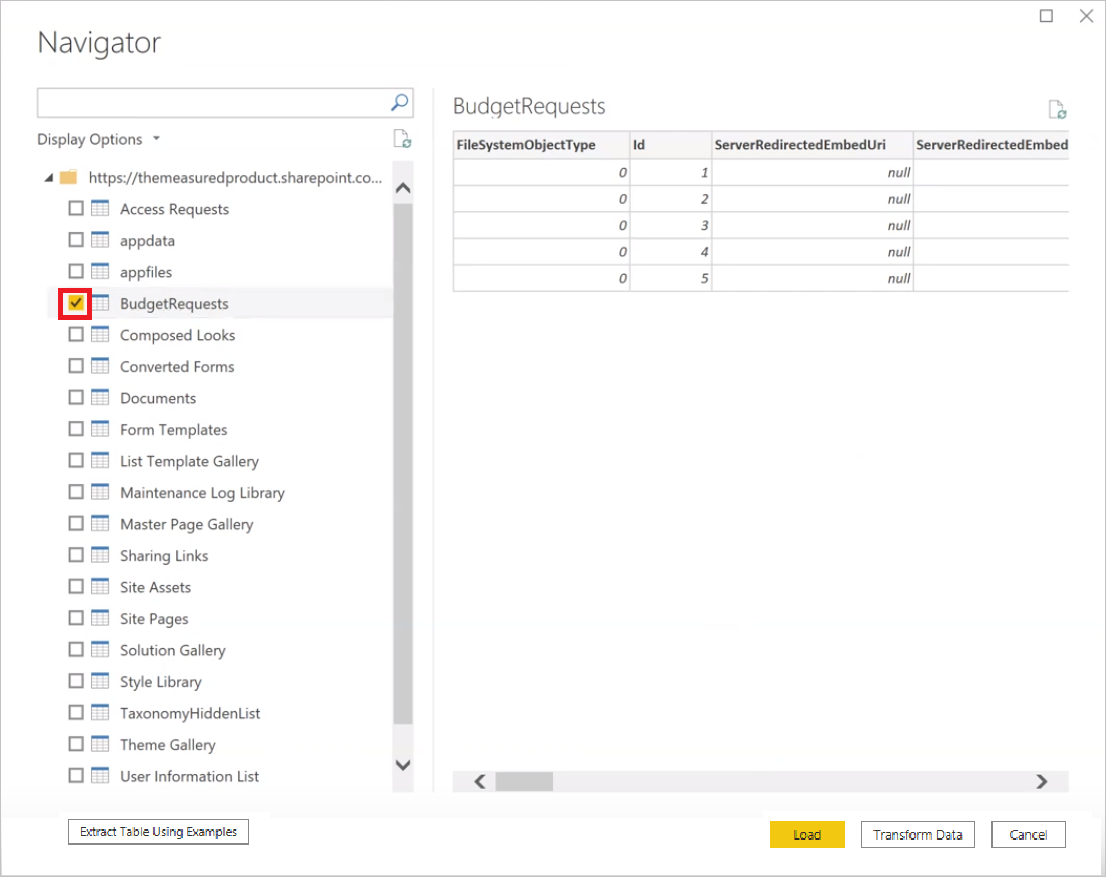 Navigator
Display Options
https://themeasuredproduct.sharepoint.co...
Access Requests
appdata
appfiles
BudgetRequests
Composed Looks
Converted Forms
Documents
Form Templates
List Template Gallery
Maintenance Log Library
Master Page Gallery
Sharing Links
Site Assets
Site Pages
Solution Gallery
Style Library
TaxonomyHiddenList
Theme Gallery
User Information List
BudgetRequests
FileSystemObjectType Id ServerRedirectedEmbedUri ServerRedirectedEmbed
0 1 null
0 2 null
0 3 null
0 4 null
0 5 null
Extract Table Using Examples
Load Transform Data Cancel